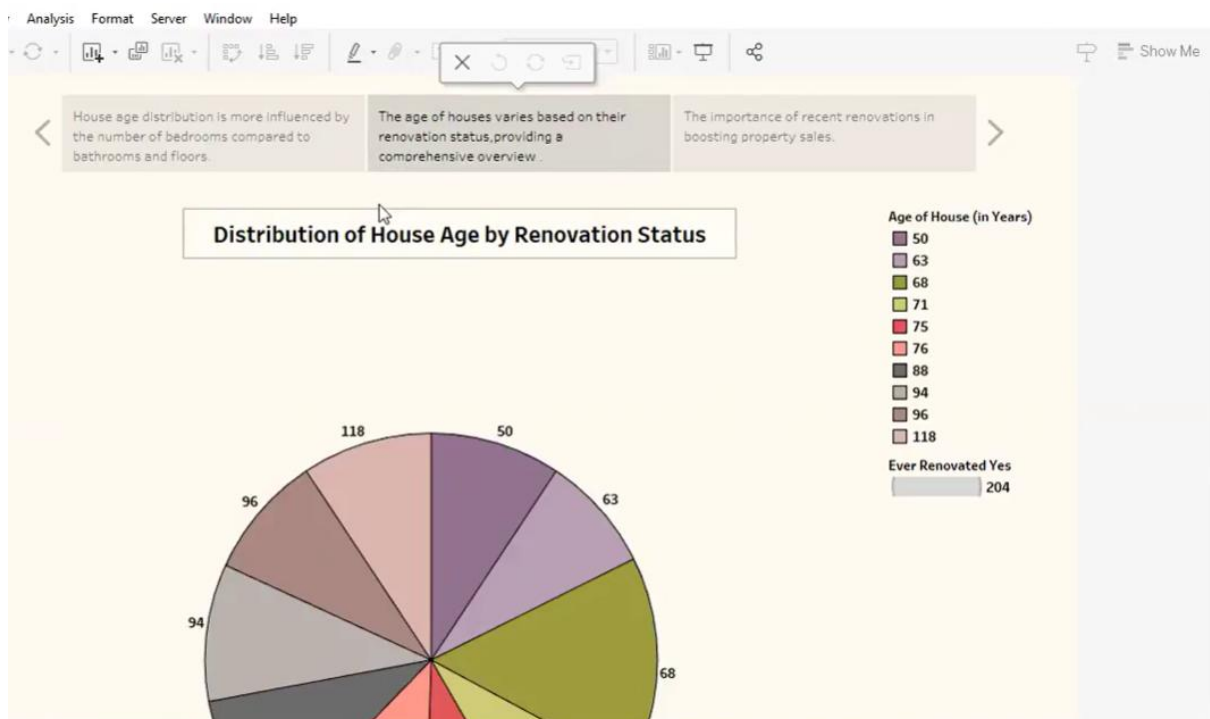 Analysis Format Server Window Help
Show Me
House age distribution is more influenced by
the number of bedrooms compared to
bathrooms and floors.
The age of houses varies based on their
renovation status,providing a
comprehensive overview .
The importance of recent renovations in
boosting property sales.
Distribution of House Age by Renovation Status
Age of House (in Years)
50
63
68
71
75
76
88
94
96
118
Ever Renovated Yes
204
118
50
96
63
94
68